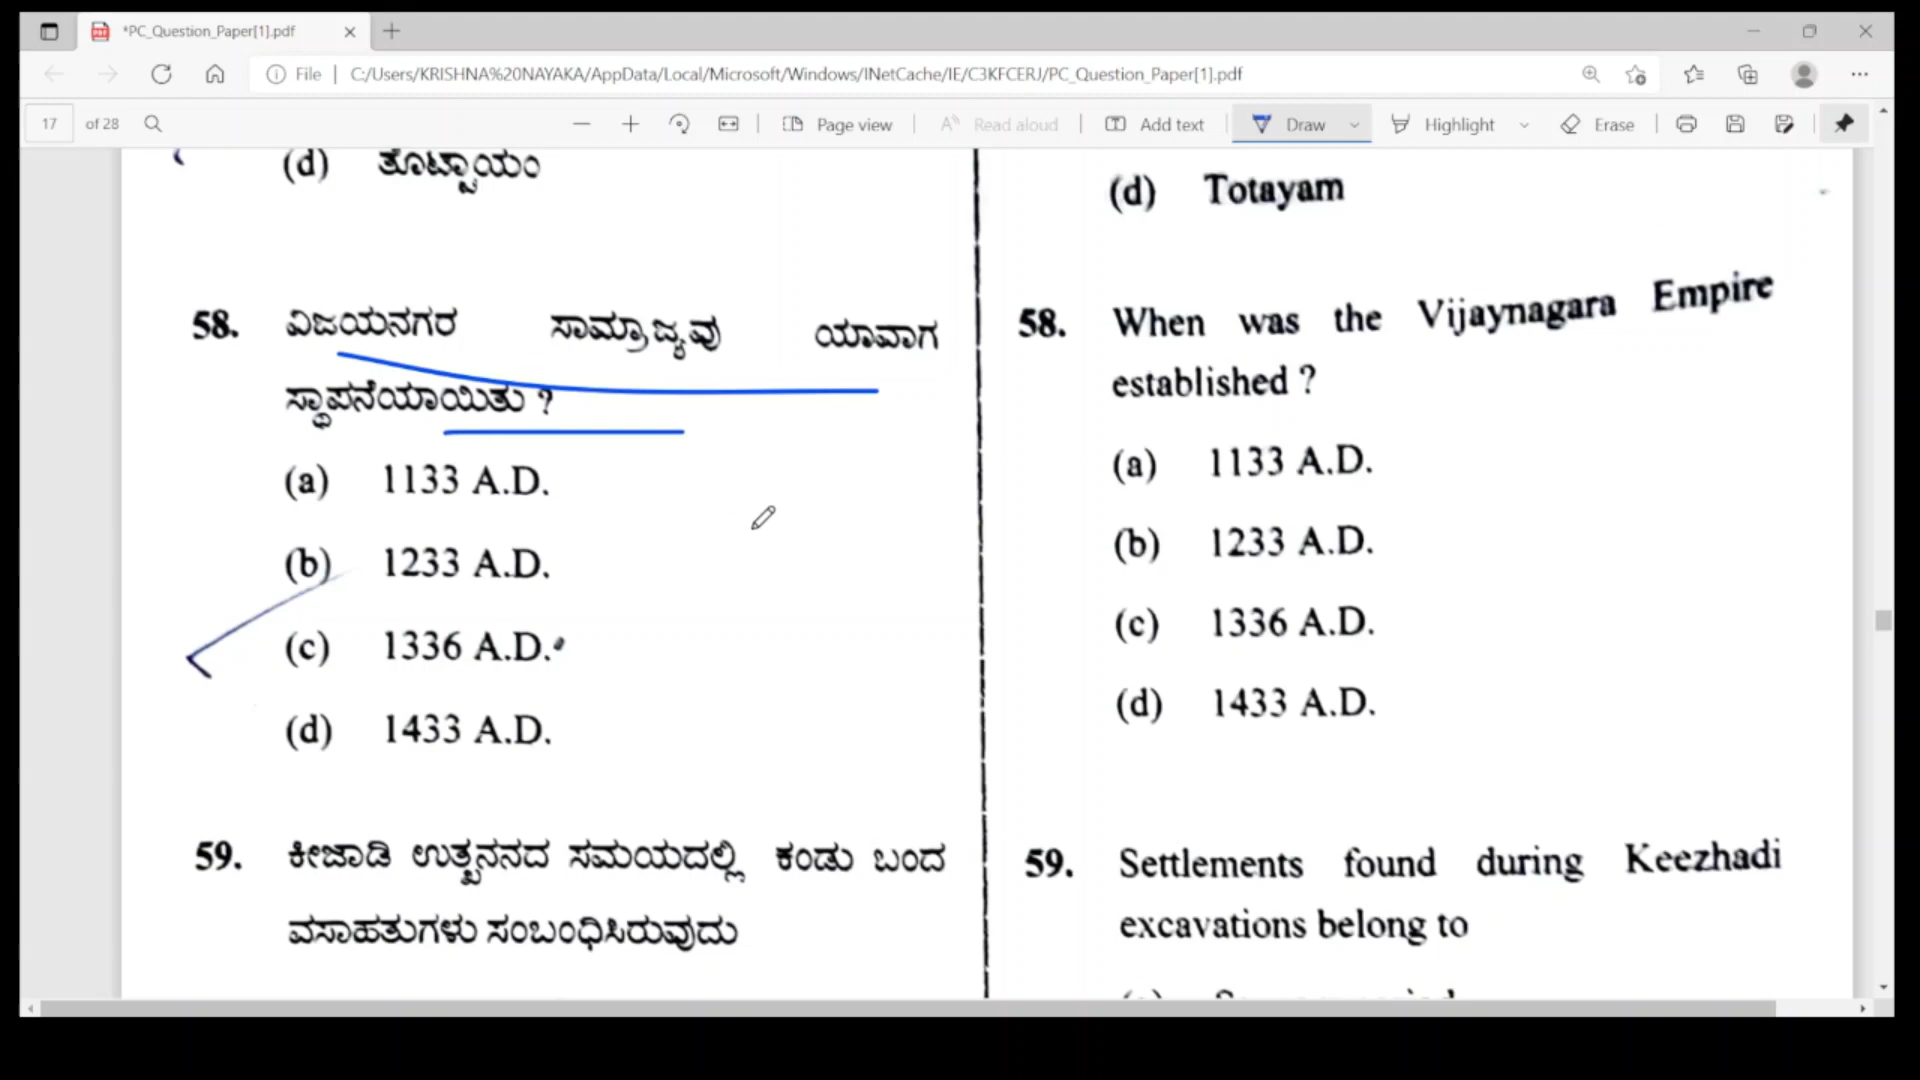 *PC_Question_Paper[1].pdf
File | C:/Users/KRISHNA%20NAYAKA/AppData/Local/Microsoft/Windows/INetCache/IE/C3KFCERJ/PC_Question_Paper[1].pdf
17 of 28 Page view Read aloud Add text Draw Highlight Erase
(d) ತೊಟ್ಟಾಯಂ
58. ವಿಜಯನಗರ ಸಾಮ್ರಾಜ್ಯವು ಯಾವಾಗ
ಸ್ಥಾಪನೆಯಾಯಿತು ?
(a) 1133 A.D.
(b) 1233 A.D.
(c) 1336 A.D.
(d) 1433 A.D.
59. ಕೀಜಾಡಿ ಉತ್ಖನನದ ಸಮಯದಲ್ಲಿ ಕಂಡು ಬಂದ
ವಸಾಹತುಗಳು ಸಂಬಂಧಿಸಿರುವುದು
(d) Totayam
58. When was the Vijaynagara Empire
established ?
(a) 1133 A.D.
(b) 1233 A.D.
(c) 1336 A.D.
(d) 1433 A.D.
59. Settlements found during Keezhadi
excavations belong to